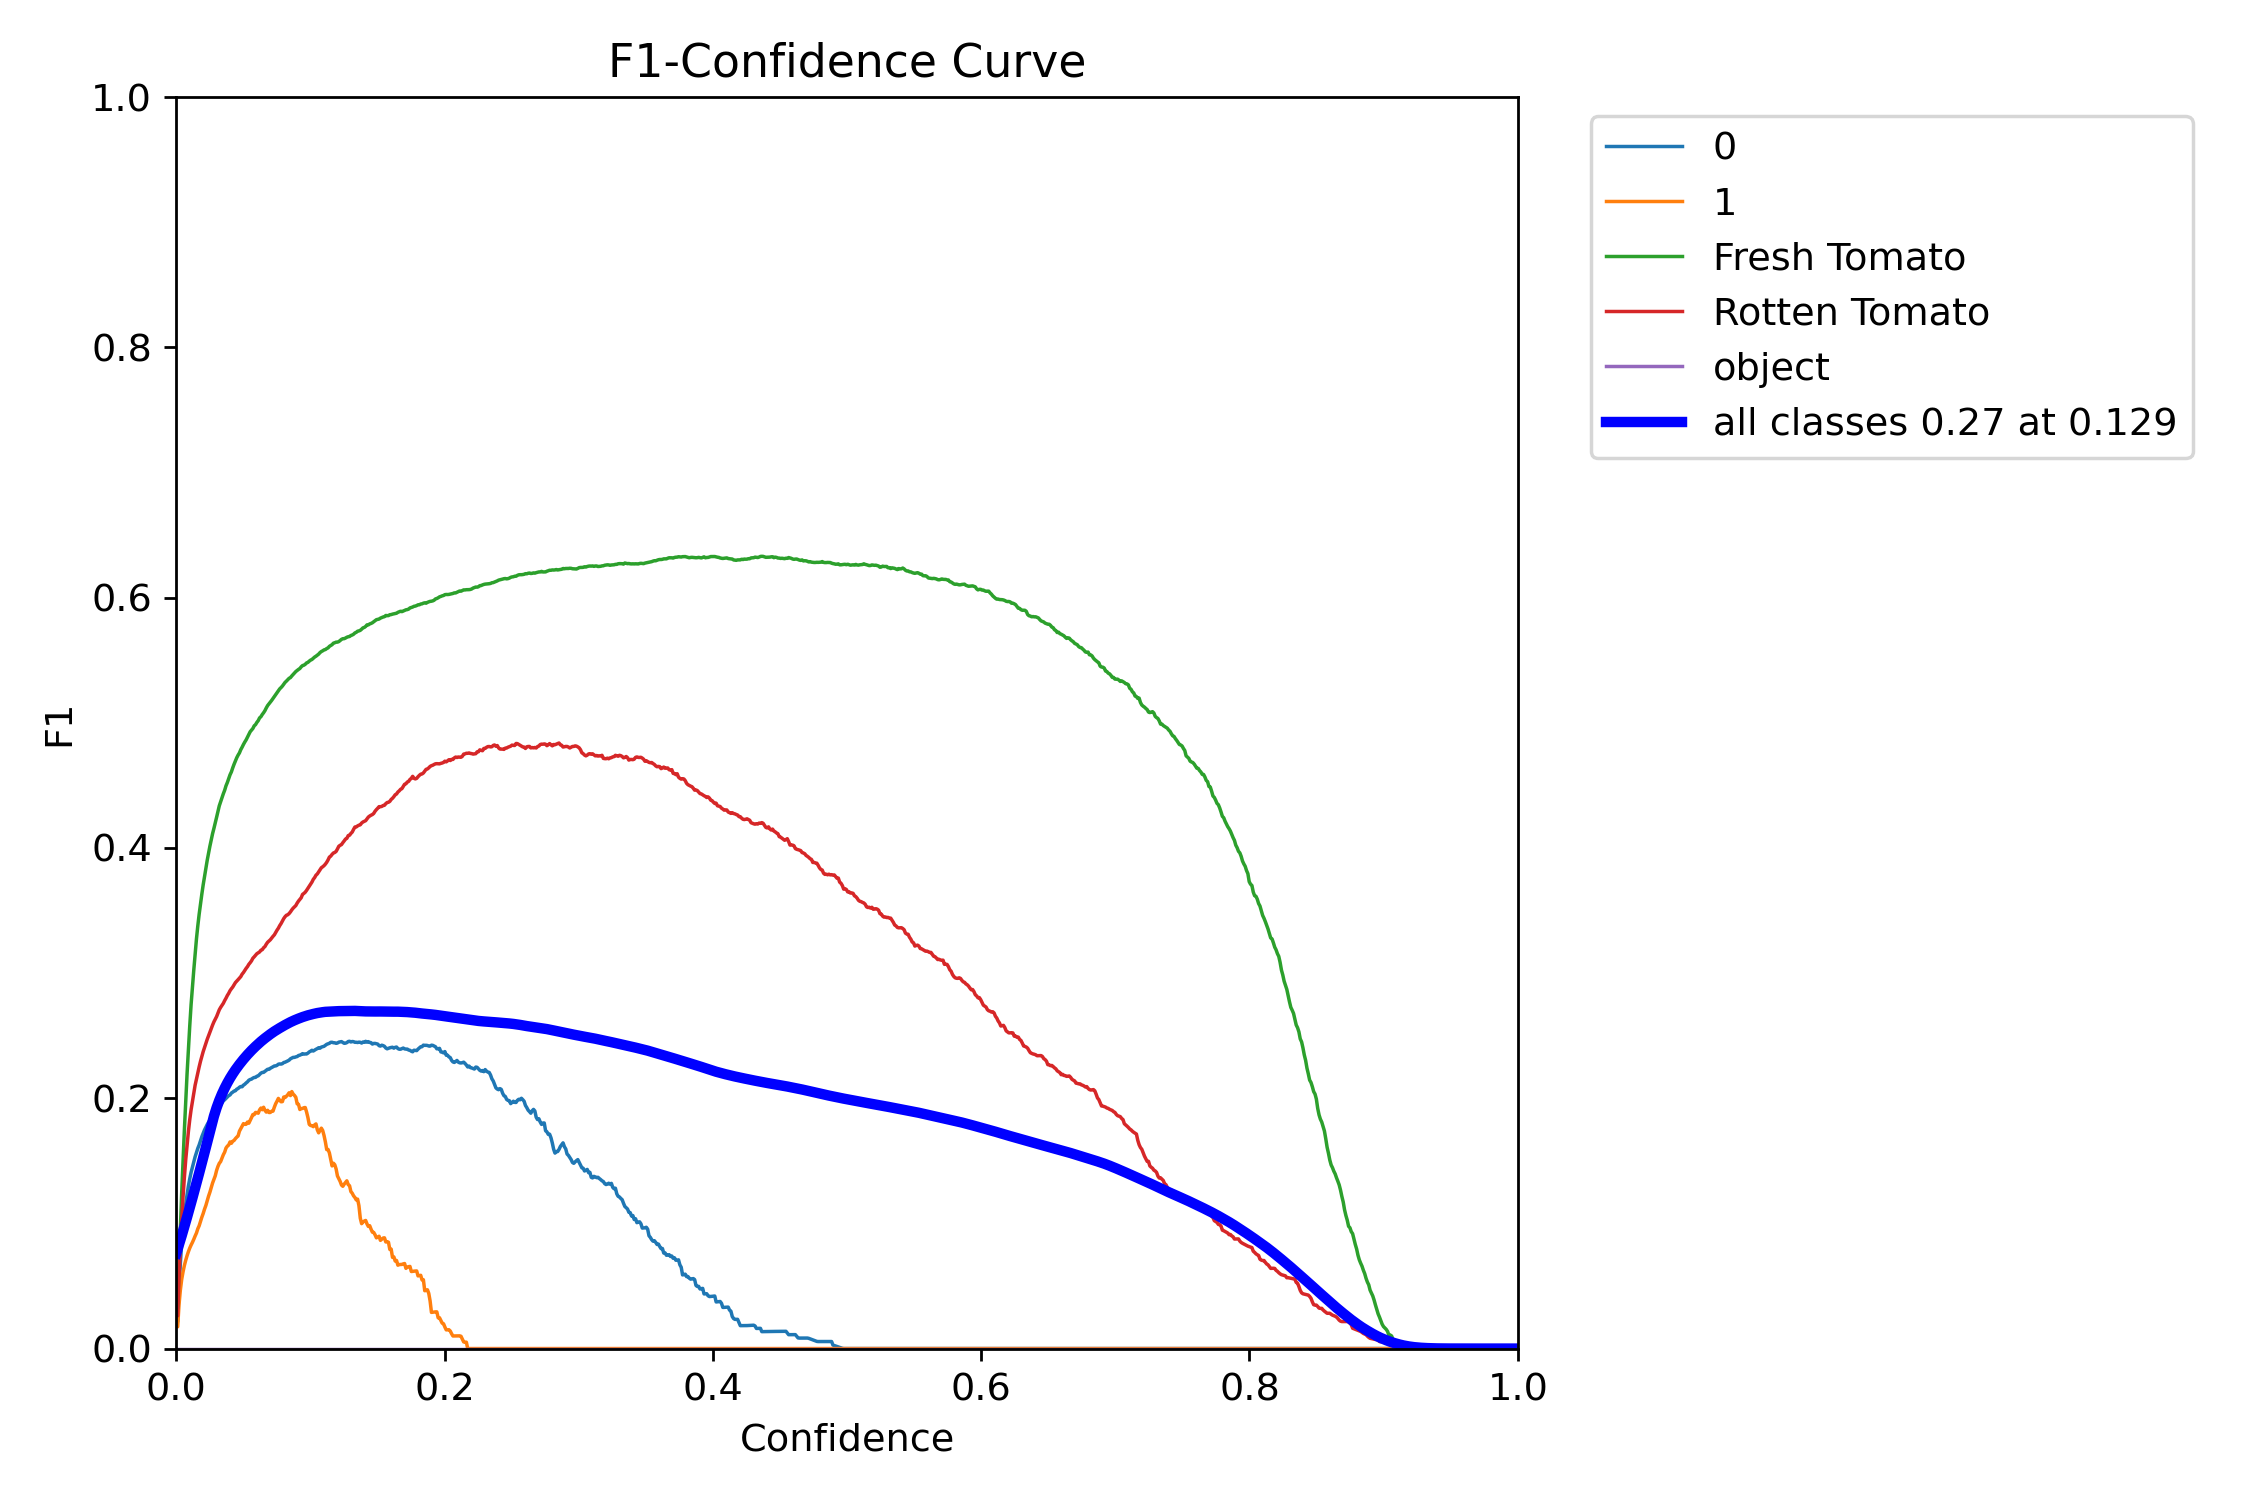 F1-Confidence Curve
1.0
0.8
0.6
0.4
0.2
0.0
F1
0.0 0.2 0.4 0.6 0.8 1.0
Confidence
0
1
Fresh Tomato
Rotten Tomato
object
all classes 0.27 at 0.129